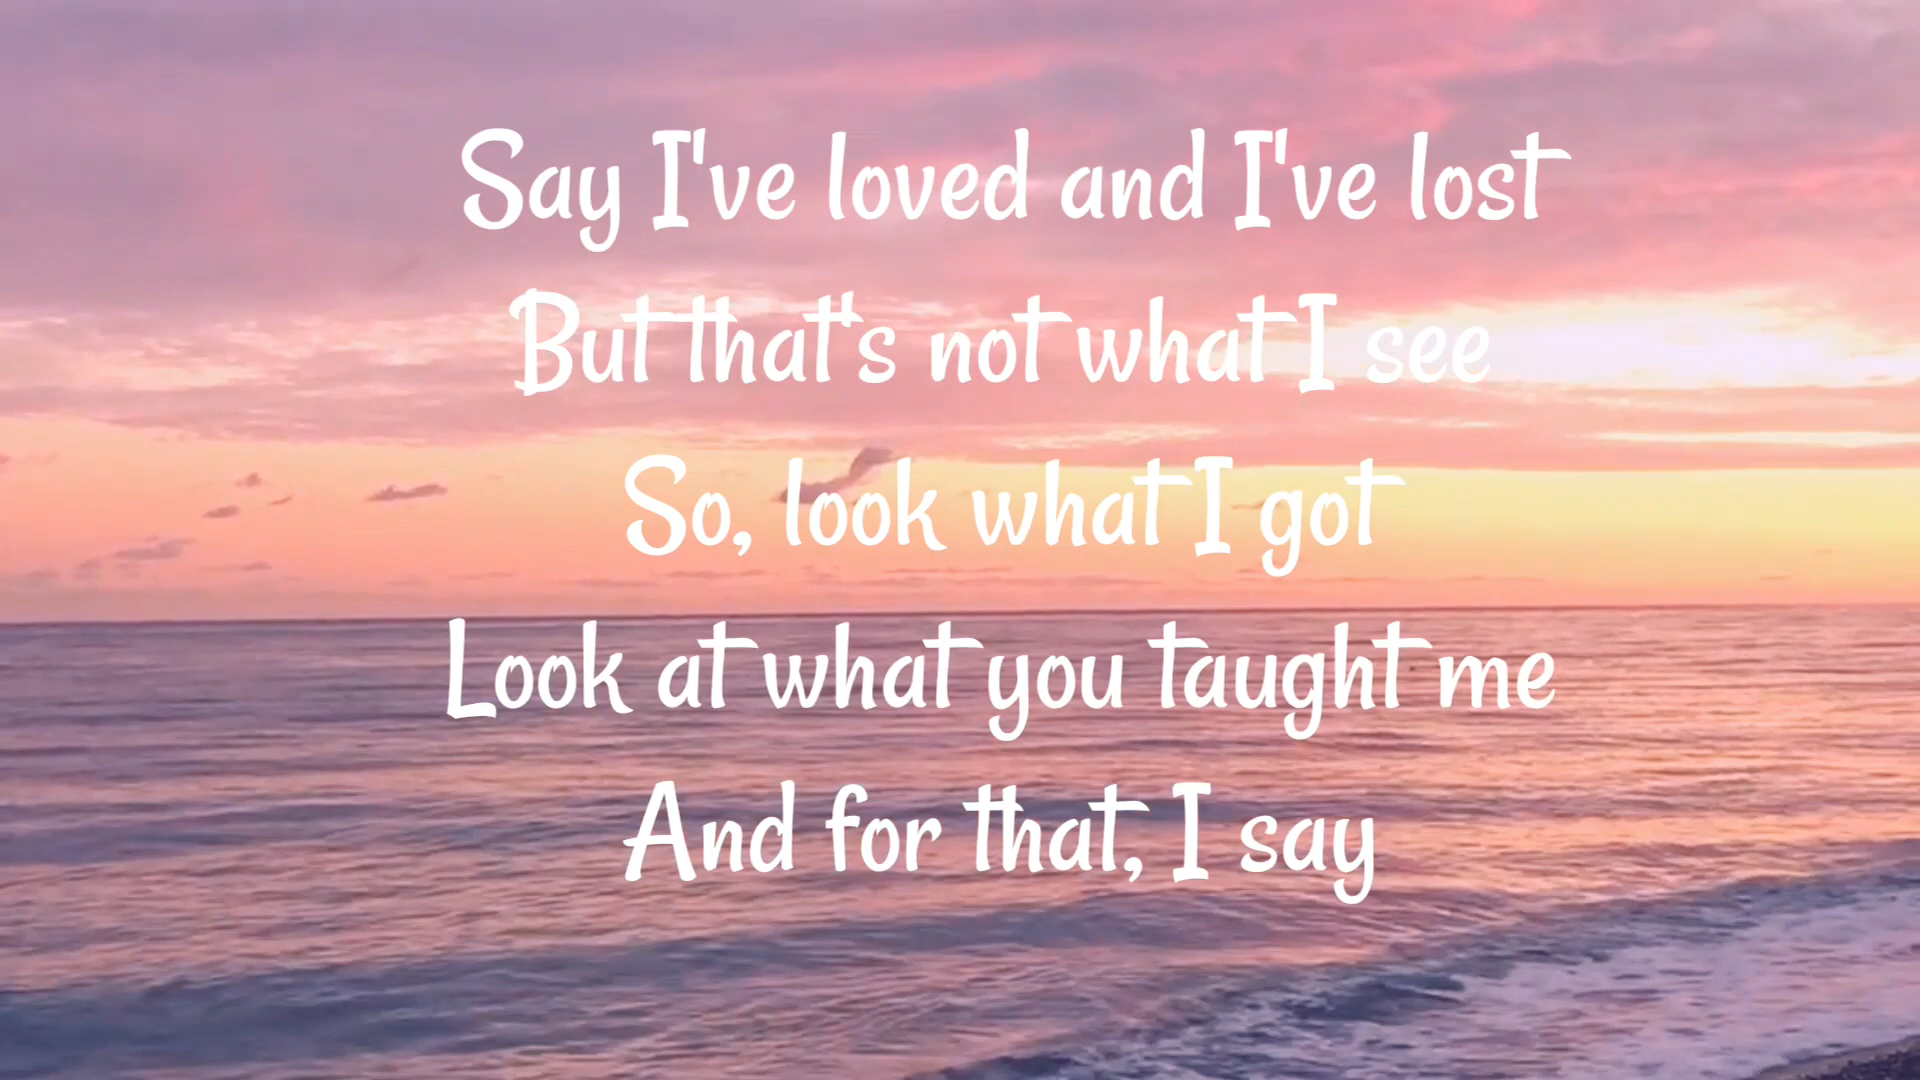 Say I've loved and I've lost
But that's not what I see
So, look what I got
Look at what you taught me
And for that, I say